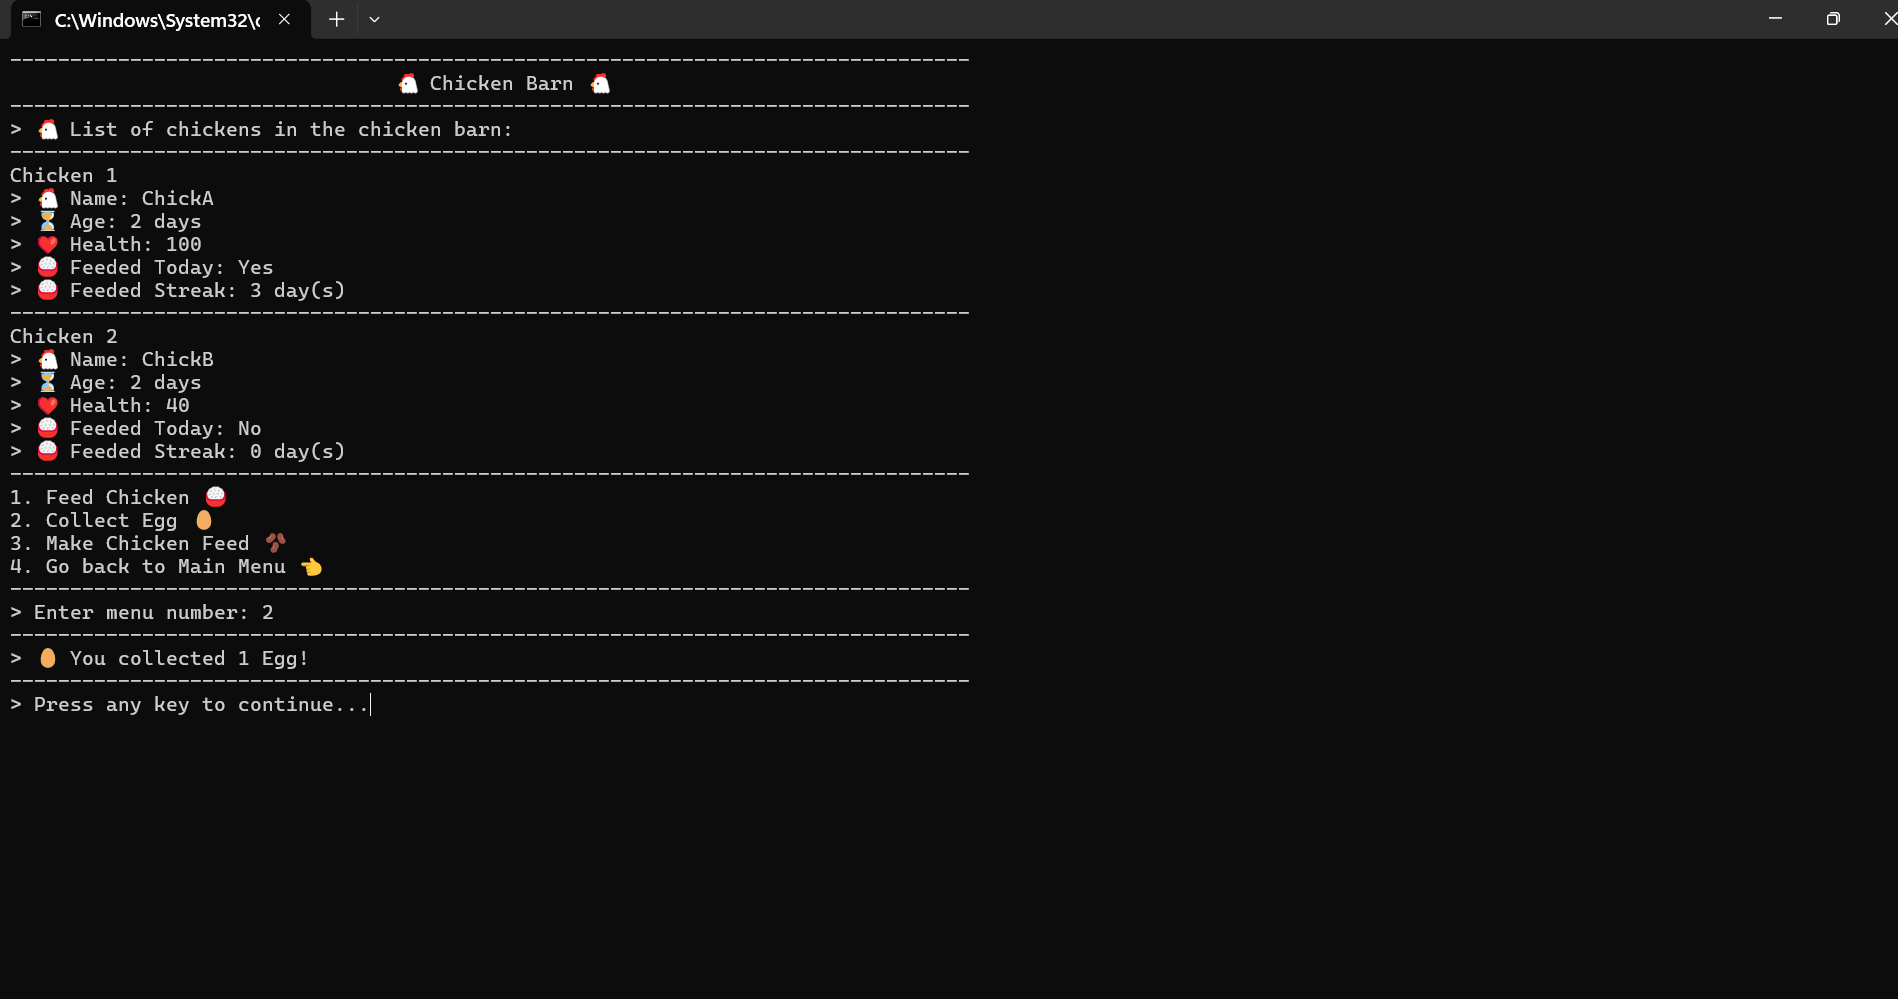 C:\Windows\System32\c
--------------------------------------------------------------------------------
🐔 Chicken Barn 🐔
--------------------------------------------------------------------------------
> 🐔 List of chickens in the chicken barn:
--------------------------------------------------------------------------------
Chicken 1
> 🐔 Name: ChickA
> ⏳ Age: 2 days
> ❤️ Health: 100
> 🍚 Feeded Today: Yes
> 🍚 Feeded Streak: 3 day(s)
--------------------------------------------------------------------------------
Chicken 2
> 🐔 Name: ChickB
> ⏳ Age: 2 days
> ❤️ Health: 40
> 🍚 Feeded Today: No
> 🍚 Feeded Streak: 0 day(s)
--------------------------------------------------------------------------------
1. Feed Chicken 🍚
2. Collect Egg 🥚
3. Make Chicken Feed 🫘
4. Go back to Main Menu 👈
--------------------------------------------------------------------------------
> Enter menu number: 2
--------------------------------------------------------------------------------
> 🥚 You collected 1 Egg!
--------------------------------------------------------------------------------
> Press any key to continue...